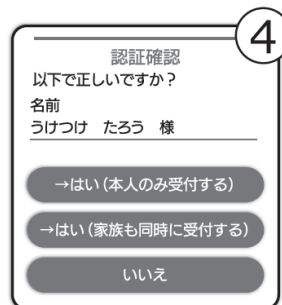 ④
認証確認
以下で正しいですか？
名前
うけつけ　たろう　様
→はい（本人のみ受付する）
→はい（家族も同時に受付する）
いいえ